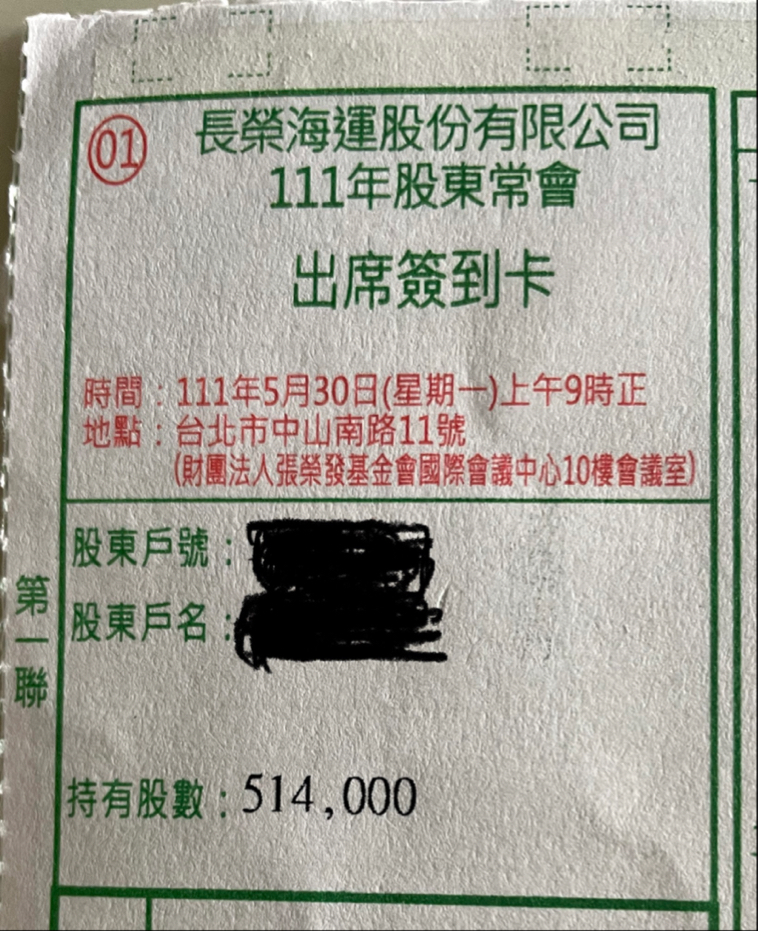 01
長榮海運股份有限公司
111年股東常會
出席簽到卡
時間：111年5月30日(星期一)上午9時正
地點：台北市中山南路11號
(財團法人張榮發基金會國際會議中心10樓會議室)
股東戶號：
股東戶名：
第一聯
持有股數：514,000